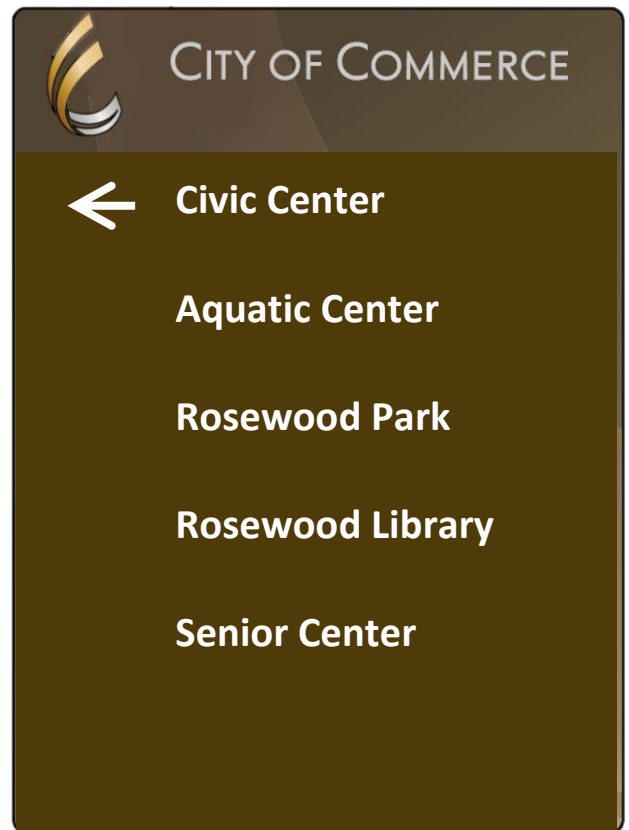 CITY OF COMMERCE
Civic Center
Aquatic Center
Rosewood Park
Rosewood Library
Senior Center